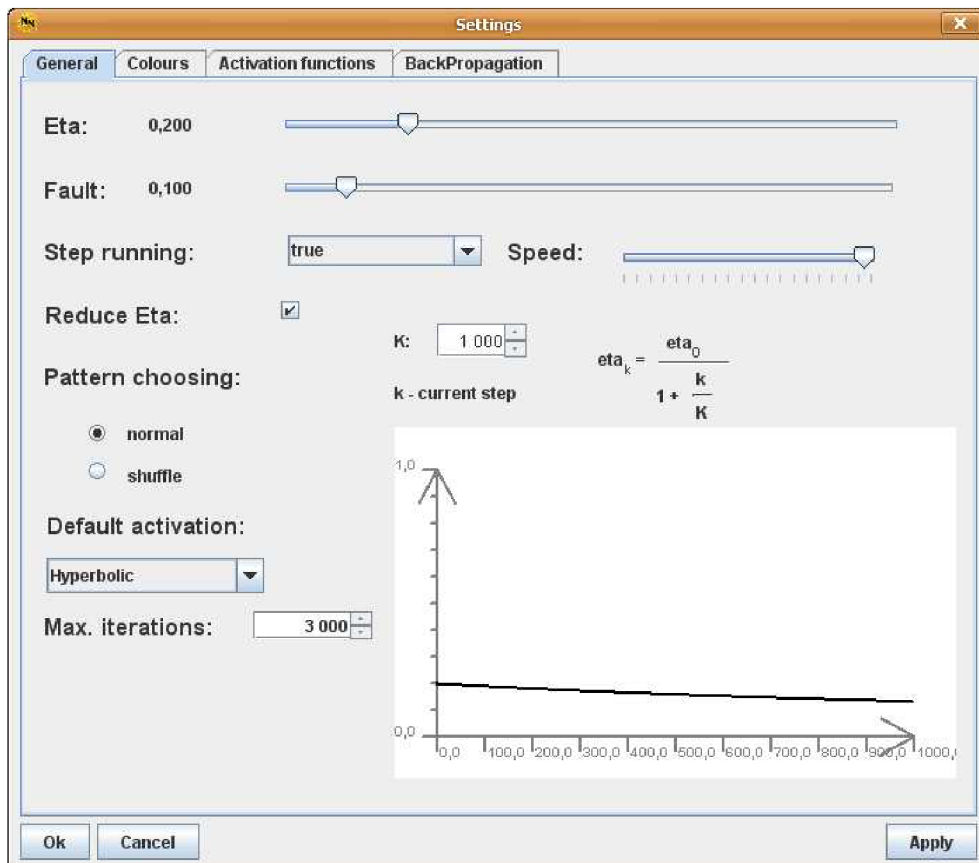 Settings
General Colours Activation functions BackPropagation
Eta: 0,200
Fault: 0,100
Step running: true Speed:
Reduce Eta:
K: 1 000
eta_k = eta_0 / 1 + k / K
Pattern choosing:
k - current step
normal
shuffle
Default activation:
Hyperbolic
Max. iterations: 3 000
1,0
0,0
0,0 100,0 200,0 300,0 400,0 500,0 600,0 700,0 800,0 900,0 1000,
Ok Cancel Apply